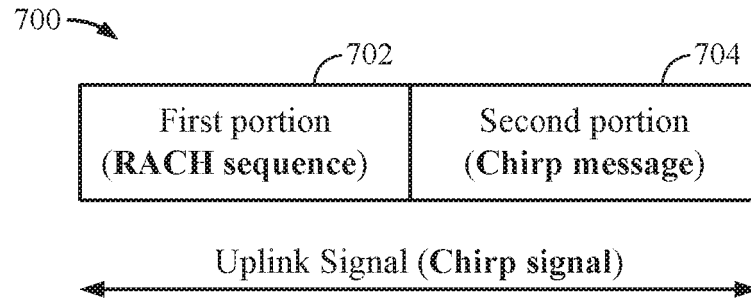 700
702
704
First portion
(RACH sequence)
Second portion
(Chirp message)
Uplink Signal (Chirp signal)